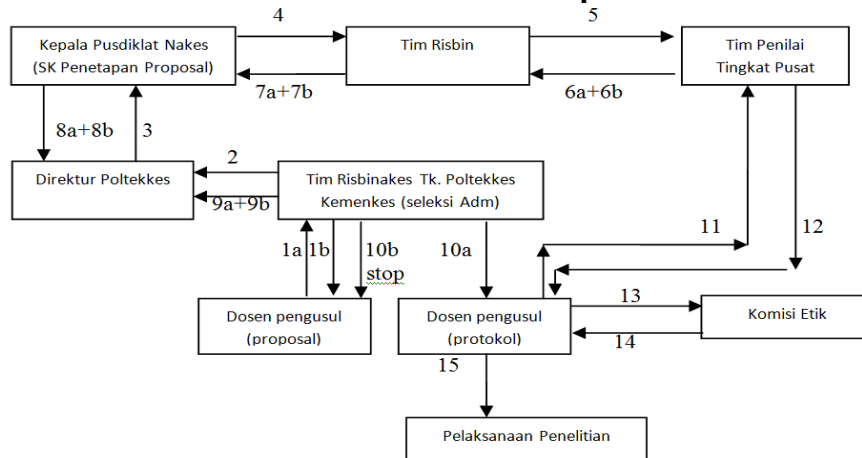 4
5
Kepala Pusdiklat Nakes
(SK Penetapan Proposal)
Tim Risbin
Tim Penilai
Tingkat Pusat
7a+7b
6a+6b
8a+8b
3
2
Direktur Poltekkes
Tim Risbinakes Tk. Poltekkes
Kemenkes (seleksi Adm)
9a+9b
11
12
1a
1b
10b
stop
10a
13
Dosen pengusul
(proposal)
Dosen pengusul
(protokol)
Komisi Etik
14
15
Pelaksanaan Penelitian